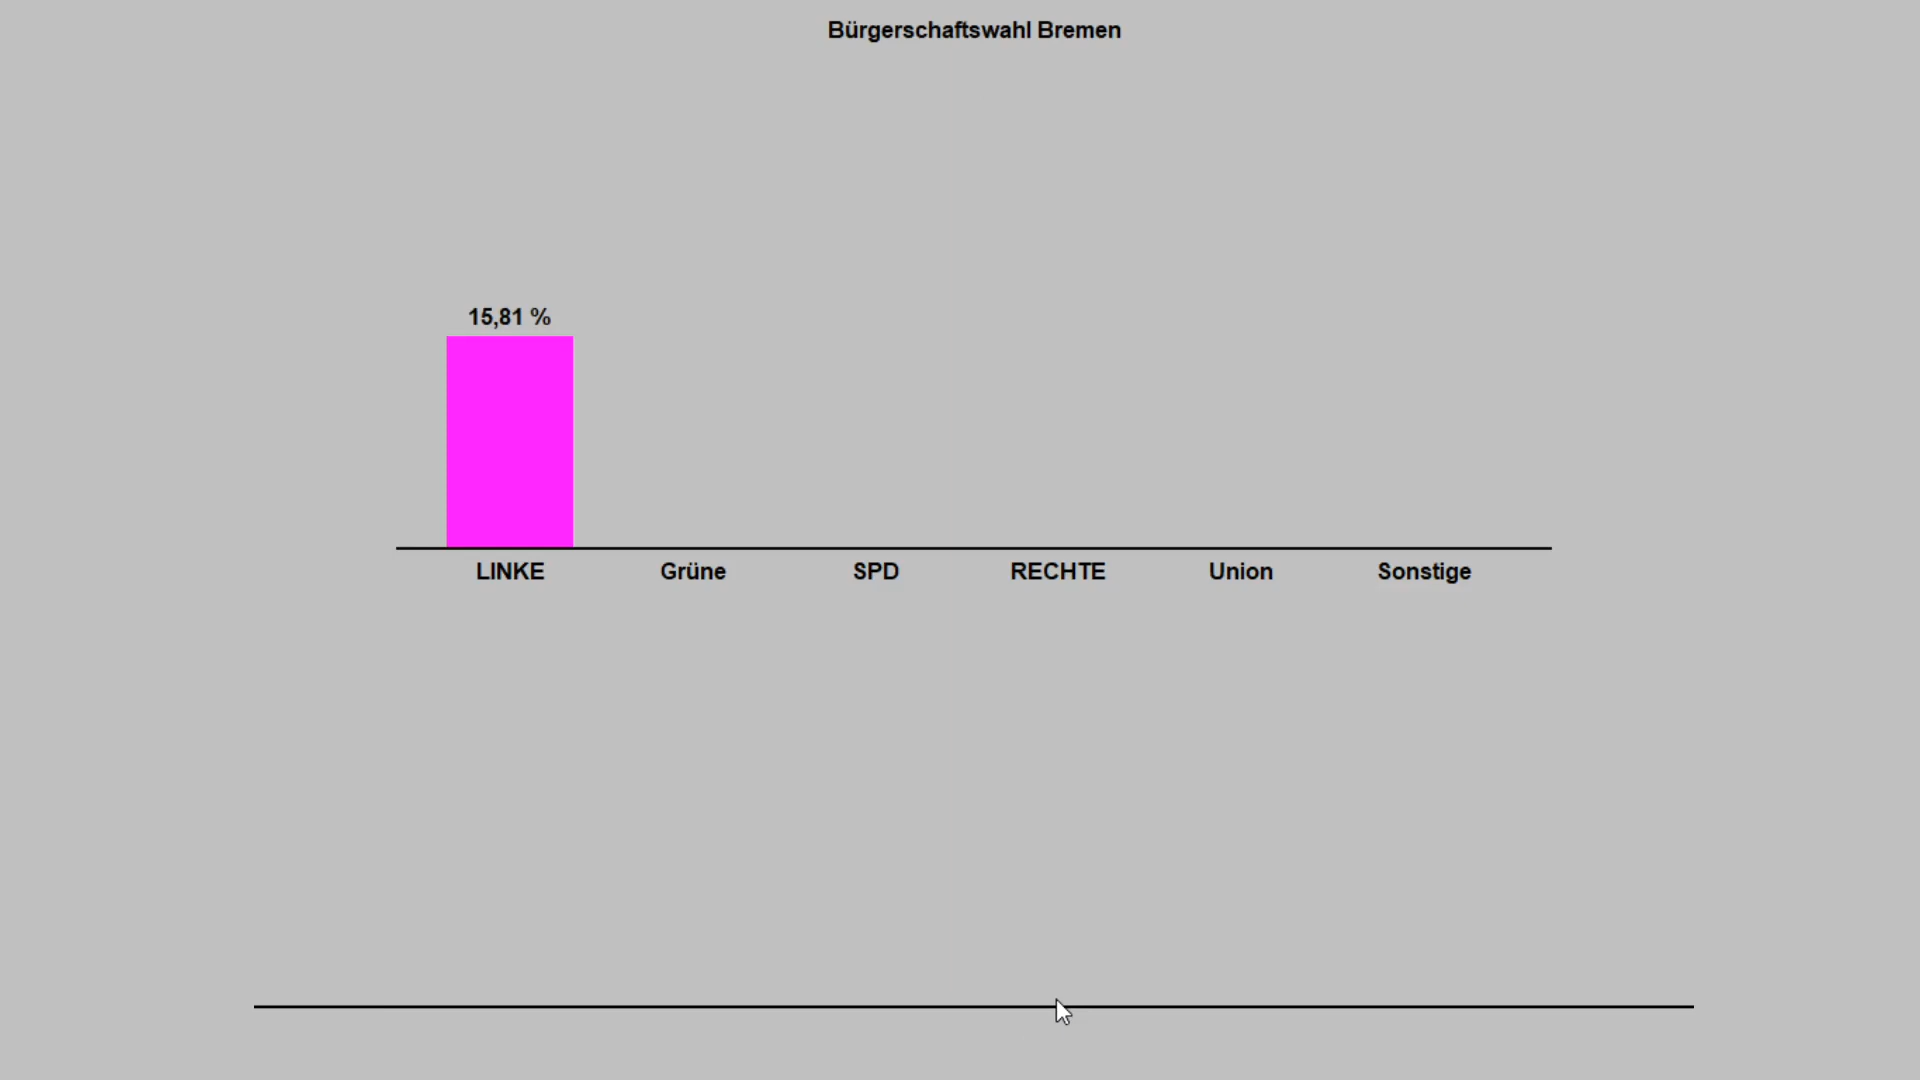 Bürgerschaftswahl Bremen
15,81 %
LINKE Grüne SPD RECHTE Union Sonstige